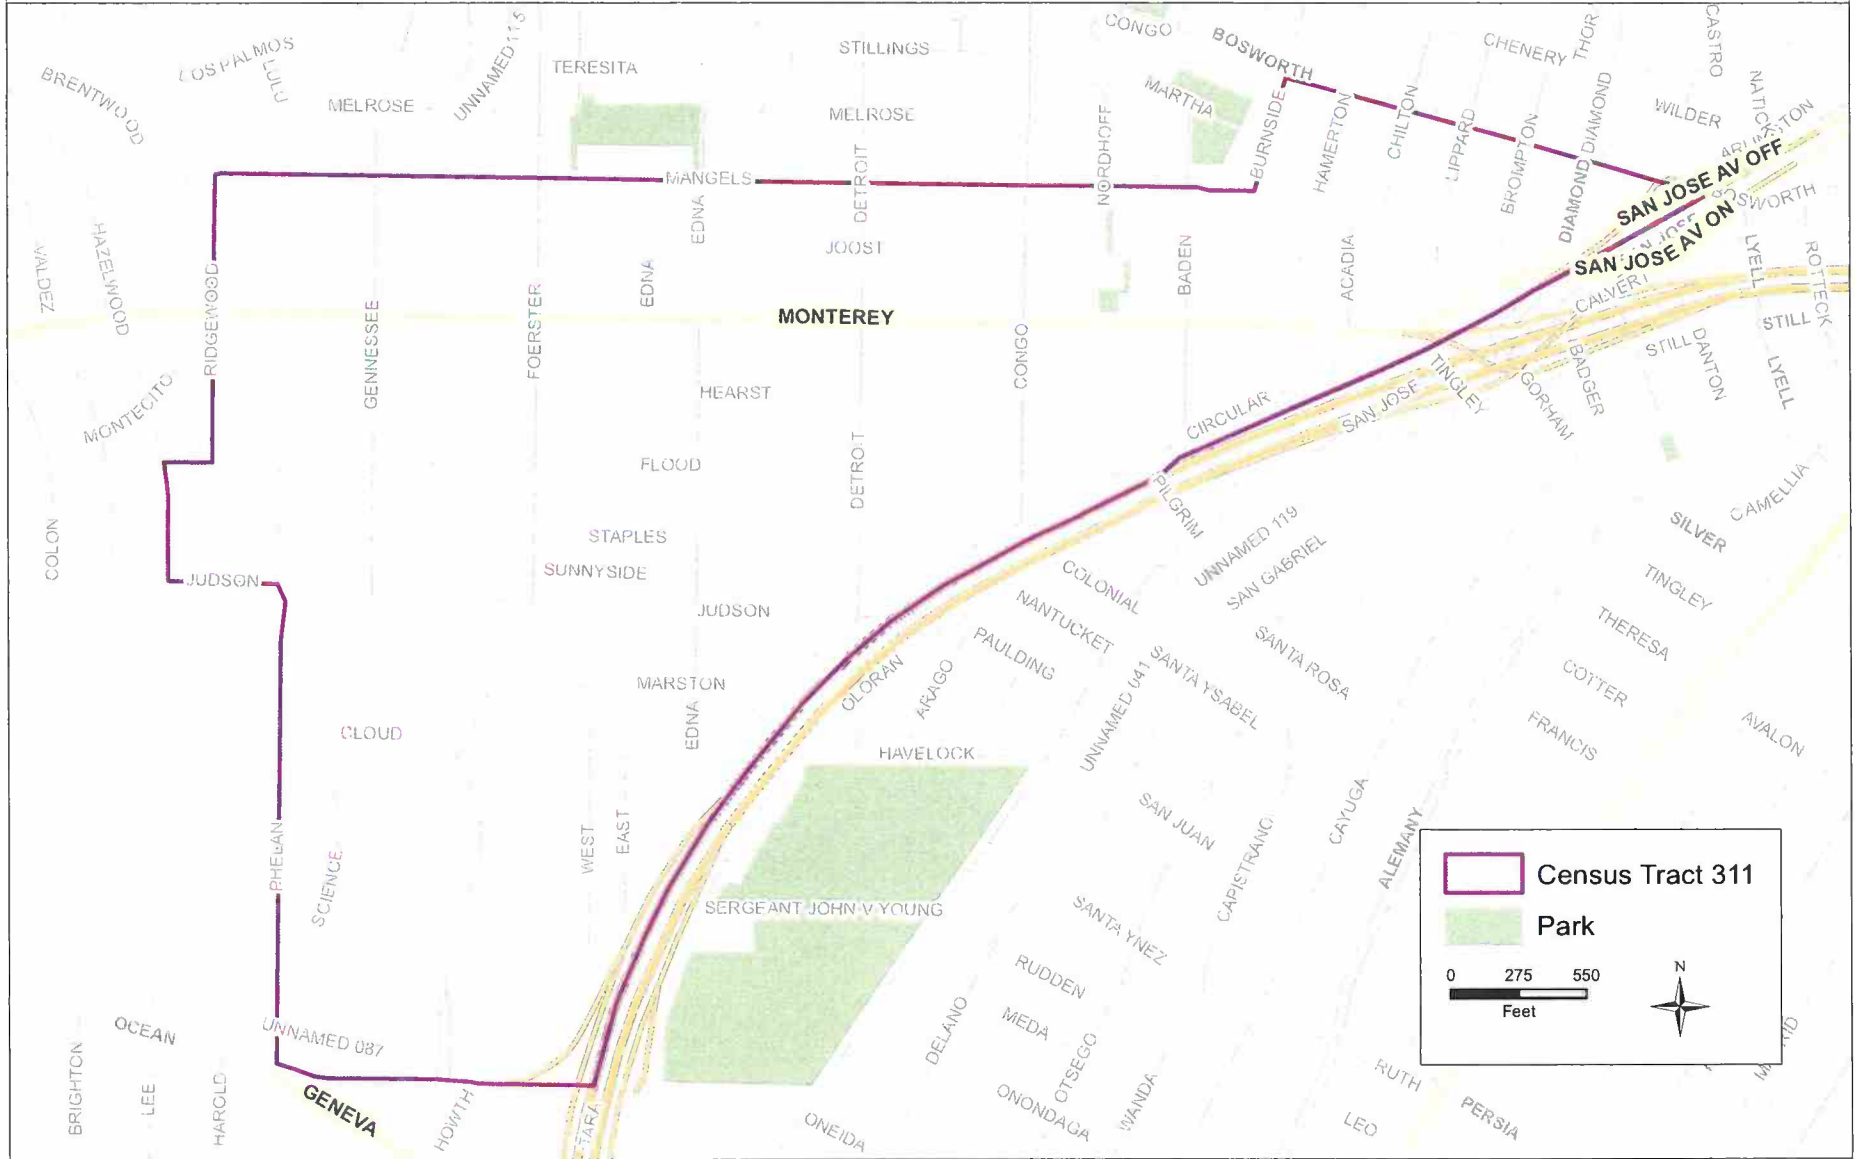 BRENTWOOD
LOS PALMOS
LULU
MELROSE
UNNAMED 115
TERESITA
STILLINGS
MELROSE
CONGO
BOSWORTH
MARTHA
NORDHOFF
BURNSIDE
HAMERTON
CHILTON
LIPPARD
BROMPTON
CHENERY
THOR
DIAMOND
DIAMOND
CASTRO
WILDER
NATICK
SAN JOSE AV OFF
SAN JOSE AV ON
MANGELS
DETROIT
EDNA
JOOST
EDNA
BADEN
ACADIA
CALVERT
LYELL
ROTTECK
HAZELWOOD
RIDGEWOOD
GENNESSEE
FOERSTER
MONTEREY
CONGO
STILL
STILL
DANTON
LYELL
BADGER
GORHAM
TINGLEY
SAN JOSE
CIRCULAR
MONTECITO
HEARST
FLOOD
DETROIT
PILGRIM
COLON
STAPLES
SUNNYSIDE
JUDSON
JUDSON
UNNAMED 119
SAN GABRIEL
CAMELLIA
SILVER
TINGLEY
THERESA
COTTER
FRANCIS
AVALON
COLONIAL
NANTUCKET
PAULDING
SANTA ROSA
SANTA YSABEL
UNNAMED 041
MARSTON
EDNA
OLORAN
ARAGO
CLOUD
HAVELOCK
SAN JUAN
CAPISTRANO
CAYUGA
ALEMANY
PHELAN
SCIENCE
WEST
EAST
SERGEANT JOHN V YOUNG
SANTA YNEZ
RUDDEN
MEDA
DELANO
OTSEGO
ONONDAGA
WANDA
ONEIDA
OCEAN
UNNAMED 087
BRIGHTON
LEE
HAROLD
GENEVA
HOWTH
TARA
RUTH
LEO
PERSIA
Census Tract 311
Park
0 275 550
Feet
N